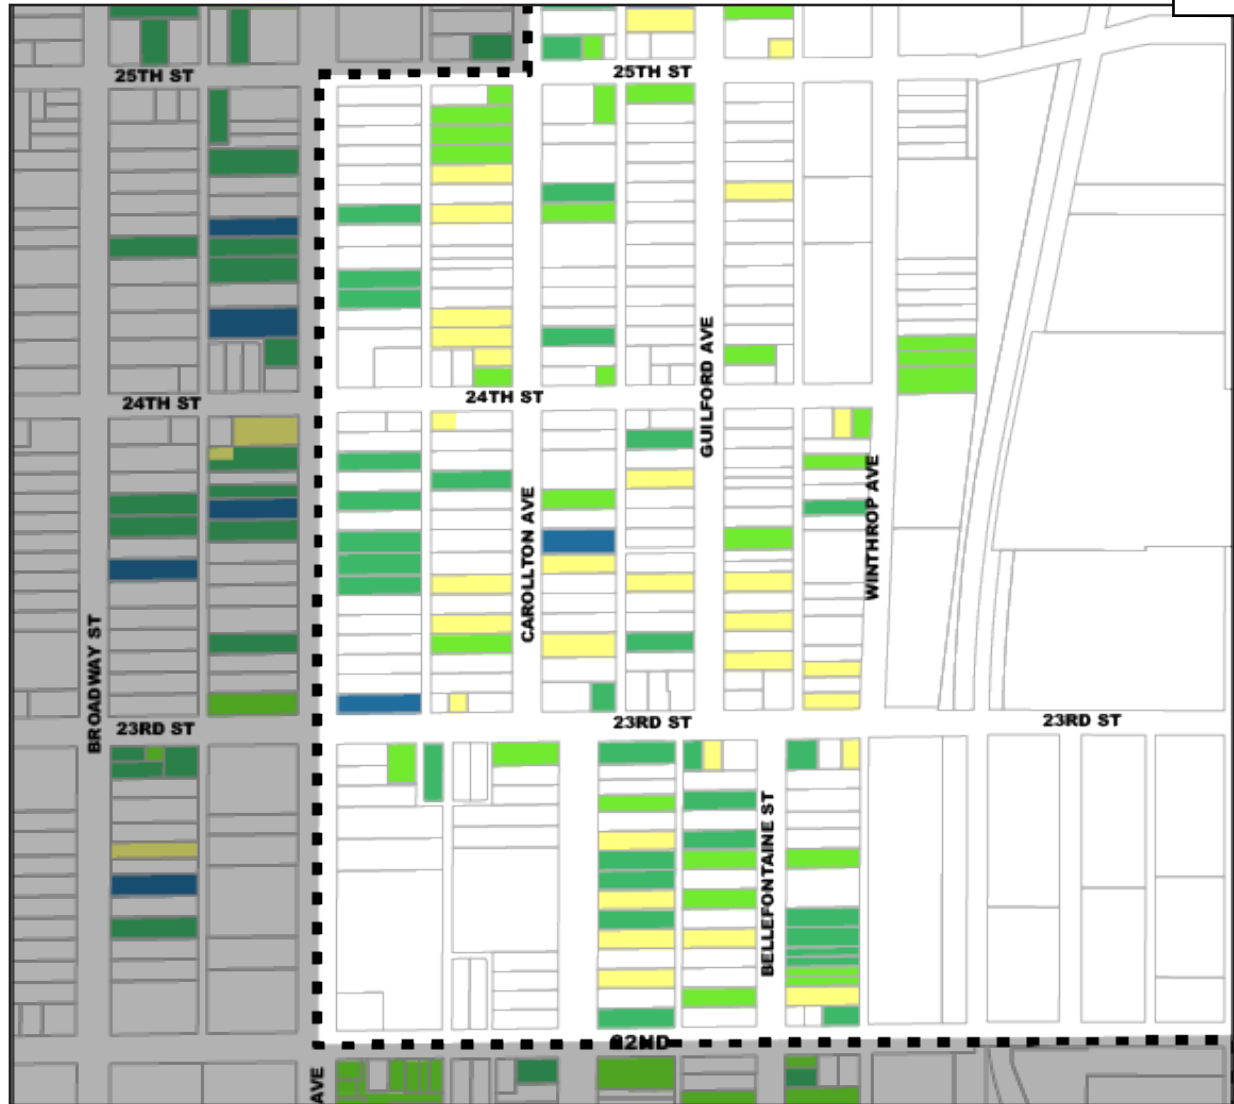 25TH ST
25TH ST
GUILFORD AVE
24TH ST
24TH ST
CAROLLTON AVE
WINTHROP AVE
BROADWAY ST
23RD ST
23RD ST
23RD ST
BELLEFONTAINE ST
22ND
AVE